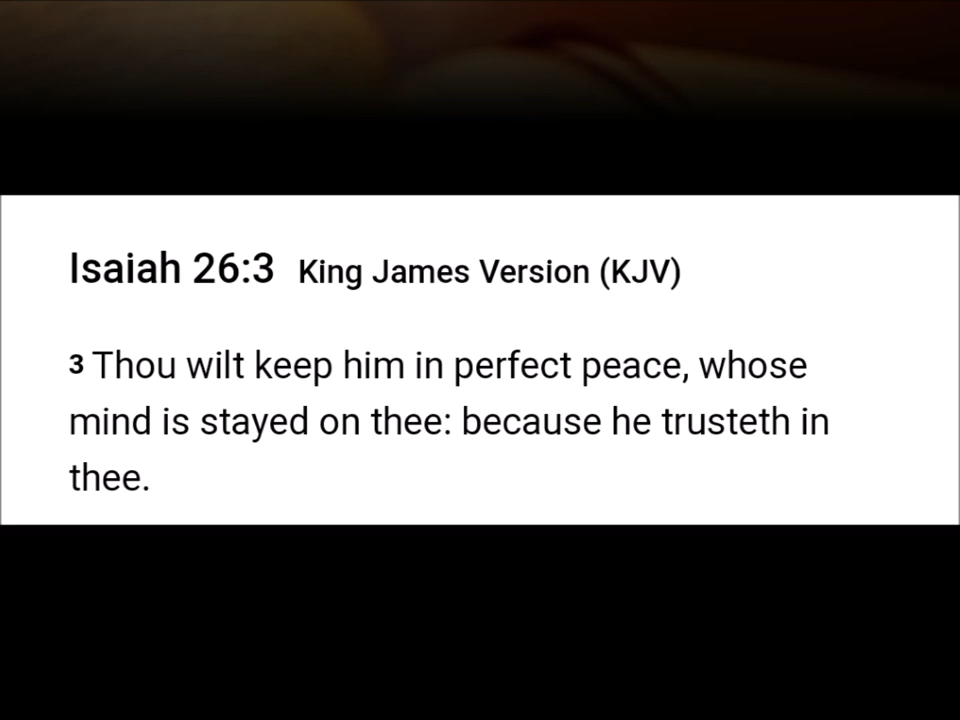 Isaiah 26:3 King James Version (KJV)
3 Thou wilt keep him in perfect peace, whose
mind is stayed on thee: because he trusteth in
thee.